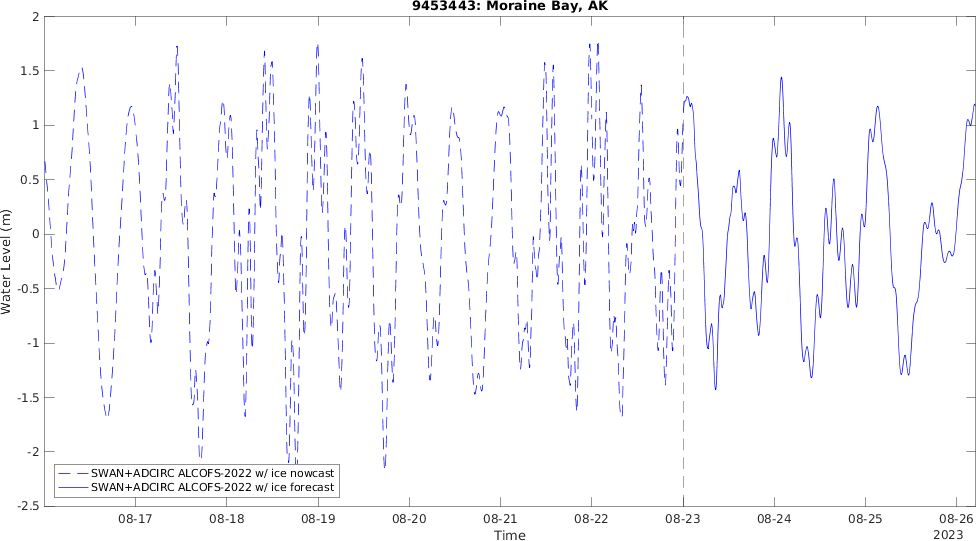 9453443: Moraine Bay, AK
2
1.5
1
0.5
0
-0.5
-1
-1.5
-2
-2.5
Water Level (m)
SWAN+ADCIRC ALCOFS-2022 w/ ice nowcast
SWAN+ADCIRC ALCOFS-2022 w/ ice forecast
08-17 08-18 08-19 08-20 08-21 08-22 08-23 08-24 08-25 08-26
Time
2023